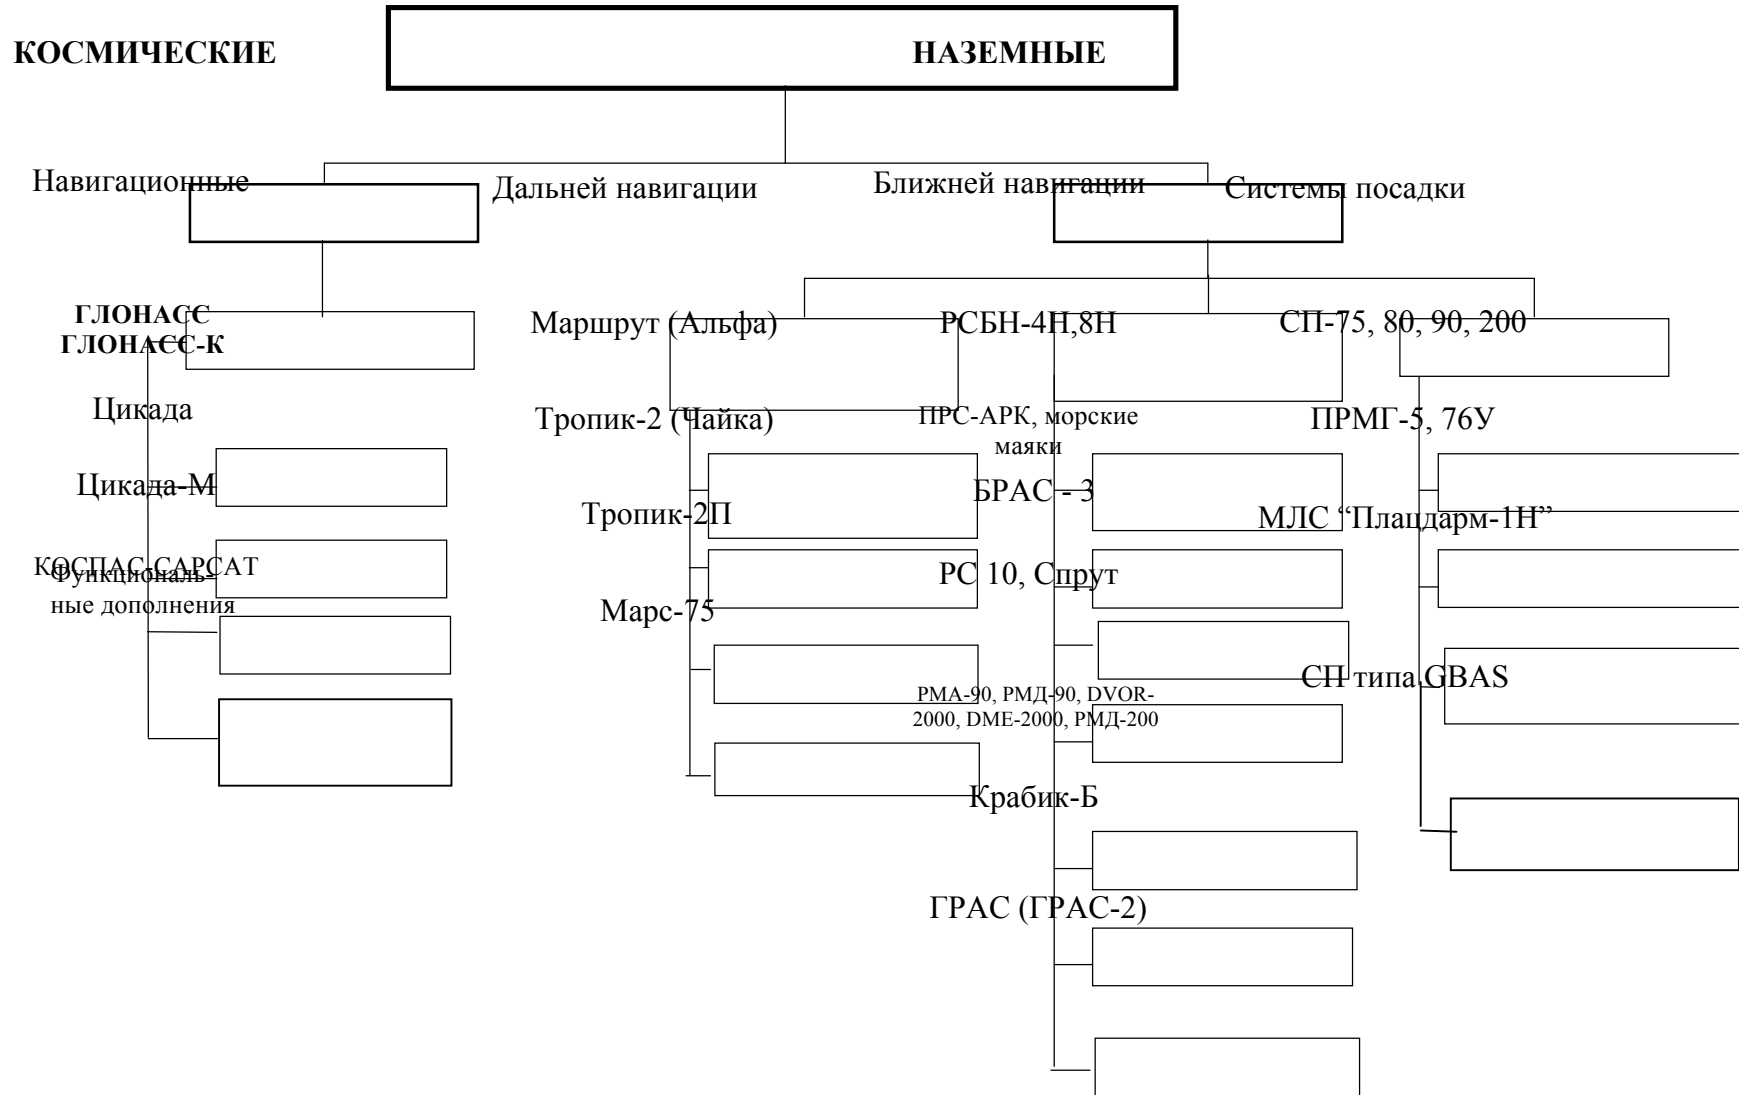 КОСМИЧЕСКИЕ
НАЗЕМНЫЕ
Навигационные
Дальней навигации
Ближней навигации
Системы посадки
ГЛОНАСС
ГЛОНАСС-К
Цикада
Цикада-М
КОСПАС-САРСАТ
Функциональ-
ные дополнения
Маршрут (Альфа)
Тропик-2 (Чайка)
Тропик-2П
Марс-75
РСБН-4Н,8Н
ПРС-АРК, морские
маяки
БРАС - 3
РС 10, Спрут
РМА-90, РМД-90, DVOR-
2000, DME-2000, РМД-200
Крабик-Б
ГРАС (ГРАС-2)
СП-75, 80, 90, 200
ПРМГ-5, 76У
МЛС “Плацдарм-1Н”
СП типа GBAS